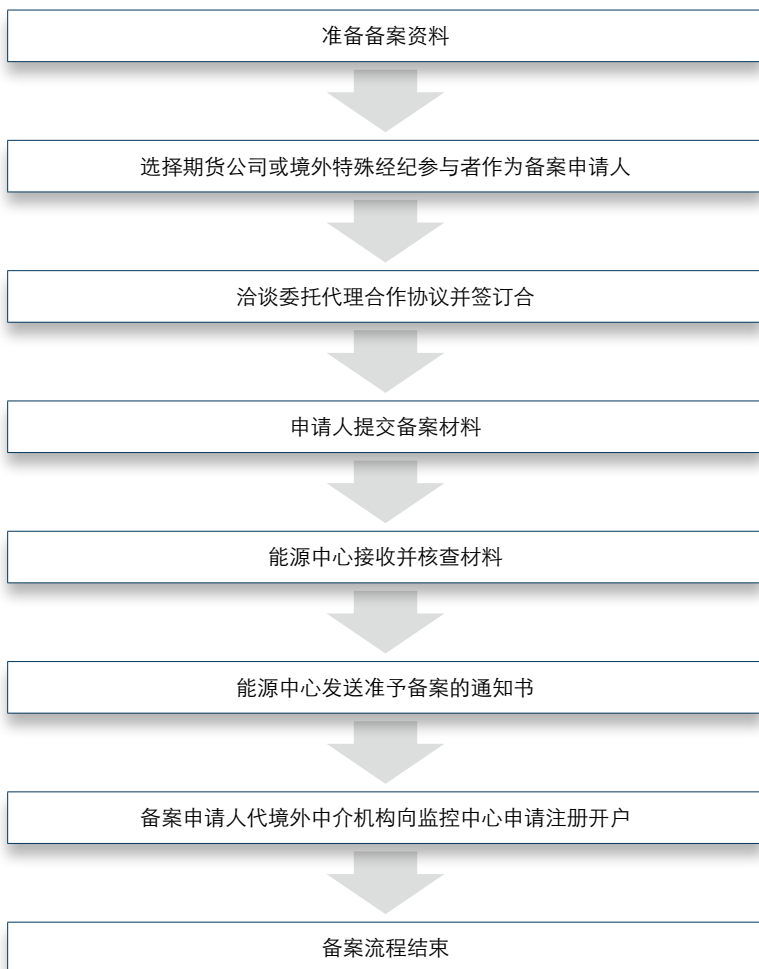 准备备案资料
选择期货公司或境外特殊经纪参与者作为备案申请人
洽谈委托代理合作协议并签订合
申请人提交备案材料
能源中心接收并核查材料
能源中心发送准予备案的通知书
备案申请人代境外中介机构向监控中心申请注册开户
备案流程结束